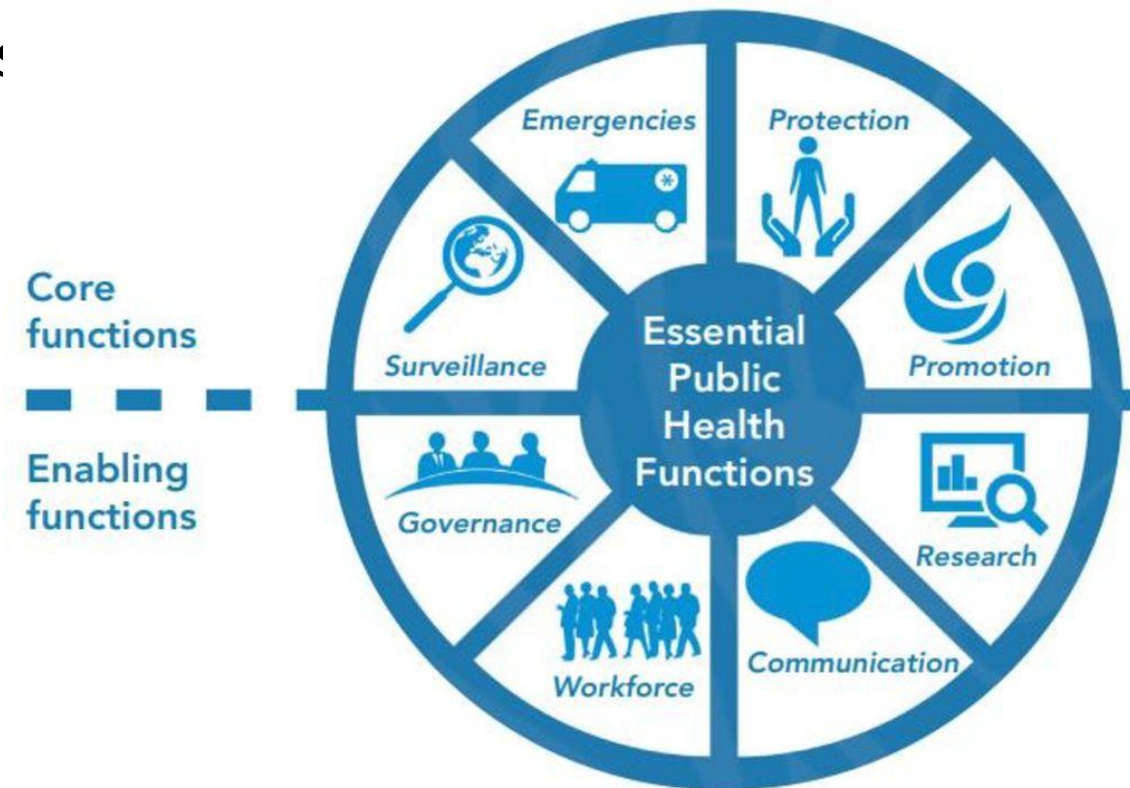 Emergencies
Protection
Surveillance
Promotion
Core
functions
Essential
Public
Health
Functions
Enabling
functions
Governance
Research
Workforce
Communication